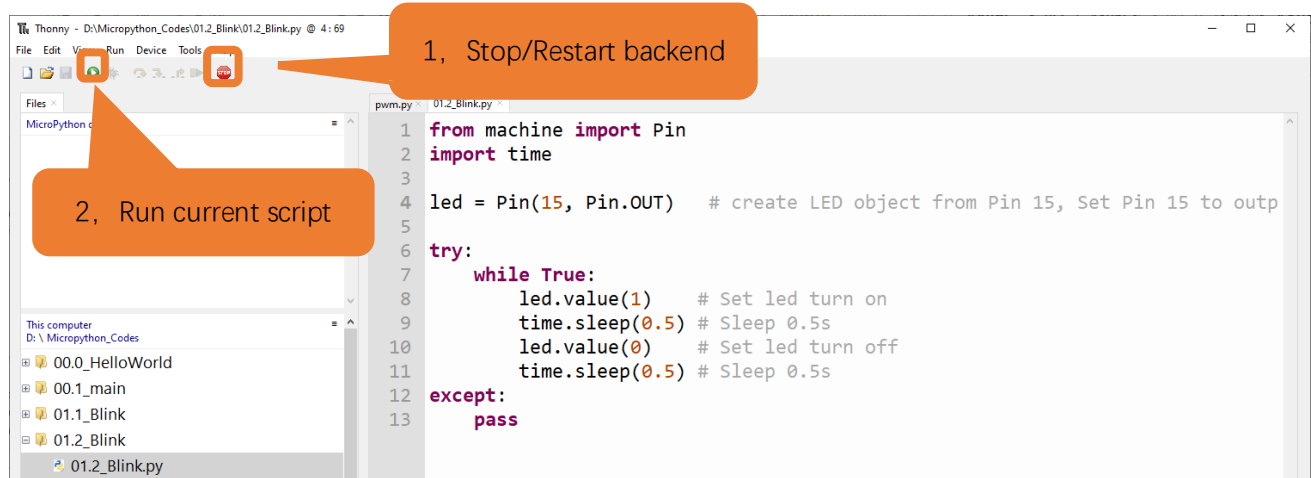 Thonny - D:\Micropython_Codes\01.2_Blink\01.2_Blink.py @ 4:69
File Edit Run Device Tools
1, Stop/Restart backend
STOP
Files
MicroPython
pwm.py 01.2_Blink.py
2, Run current script
1 from machine import Pin
2 import time
3
4 led = Pin(15, Pin.OUT) # create LED object from Pin 15, Set Pin 15 to outp
5
6 try:
7 while True:
8 led.value(1) # Set led turn on
9 time.sleep(0.5) # Sleep 0.5s
10 led.value(0) # Set led turn off
11 time.sleep(0.5) # Sleep 0.5s
12 except:
13 pass
This computer
D: \ Micropython_Codes
00.0_HelloWorld
00.1_main
01.1_Blink
01.2_Blink
01.2_Blink.py